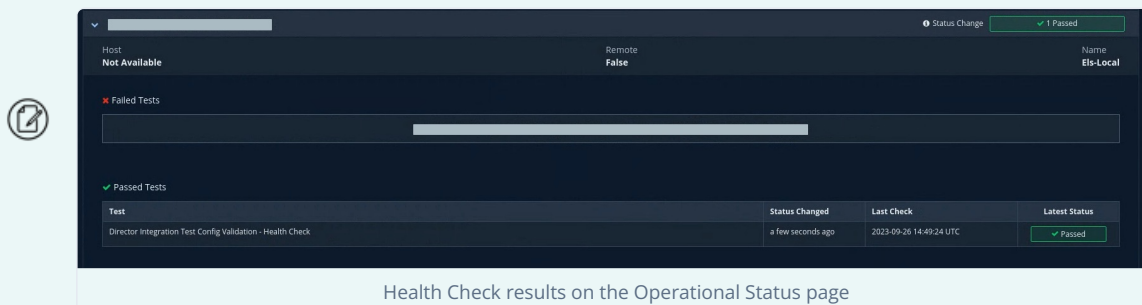 Status Change
1 Passed
Host
Not Available
Remote
False
Name
Els-Local
Failed Tests
Passed Tests
Test
Status Changed
Last Check
Latest Status
Director Integration Test Config Validation - Health Check
a few seconds ago
2023-09-26 14:49:24 UTC
Passed
Health Check results on the Operational Status page